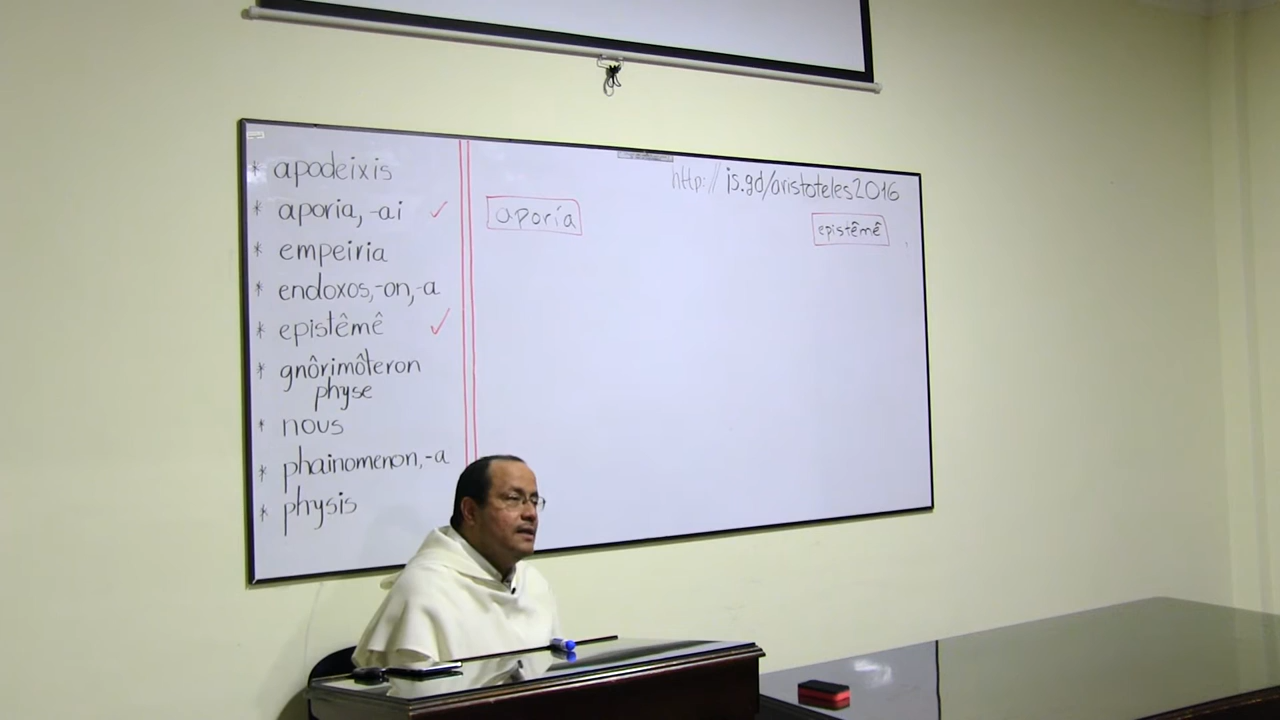 * apodeixis
* aporia, -ai ✓
* empeiria
* endoxos,-on,-a
* epistêmê ✓
* gnôrimôteron
physe
* nous
* phainomenon,-a
* physis
http://is.gd/aristoteles2016
aporía
epistêmê